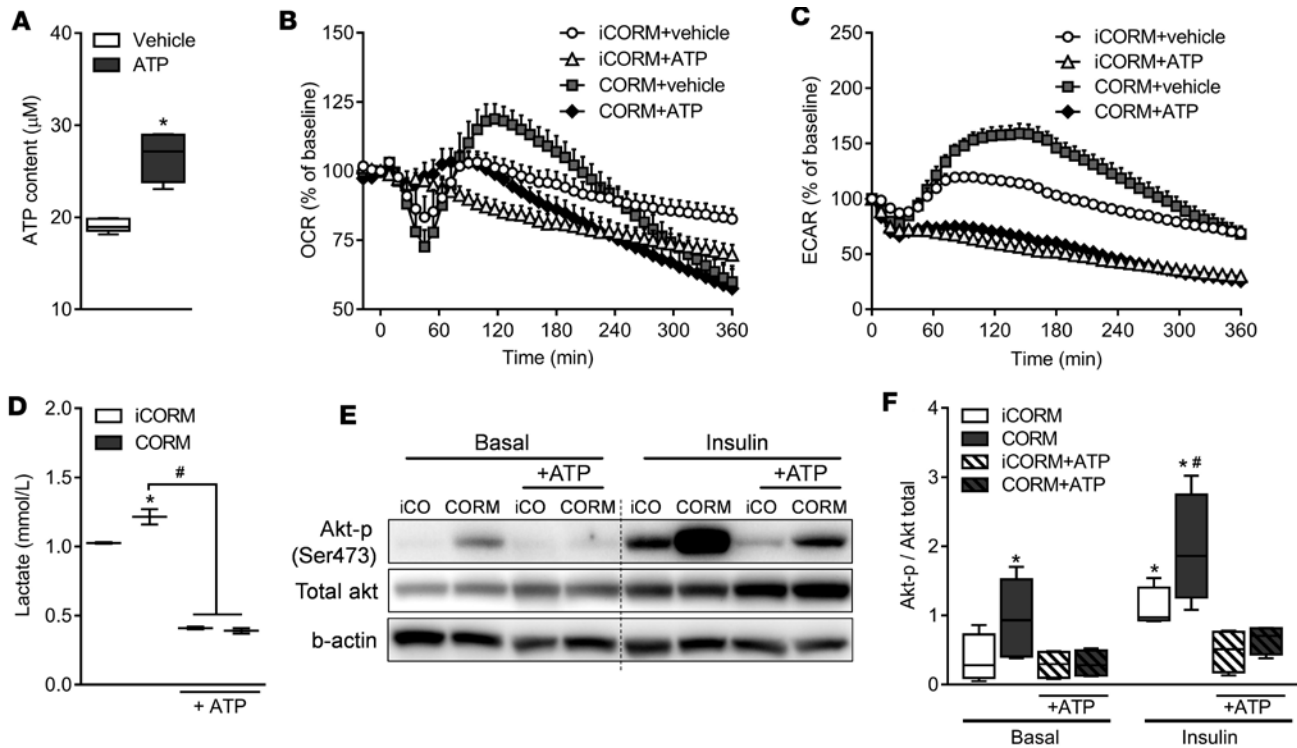 A
Vehicle
ATP
ATP content (μM)
40
30
20
10
*
B
iCORM+vehicle
iCORM+ATP
CORM+vehicle
CORM+ATP
OCR (% of baseline)
150
125
100
75
50
0 60 120 180 240 300 360
Time (min)
C
iCORM+vehicle
iCORM+ATP
CORM+vehicle
CORM+ATP
ECAR (% of baseline)
250
200
150
100
50
0
0 60 120 180 240 300 360
Time (min)
D
iCORM
CORM
Lactate (mmol/L)
2.0
1.5
1.0
0.5
0.0
*
#
+ ATP
E
Basal Insulin
+ATP +ATP
iCO CORM iCO CORM iCO CORM iCO CORM
Akt-p
(Ser473)
Total akt
b-actin
F
iCORM
CORM
iCORM+ATP
CORM+ATP
Akt-p / Akt total
4
3
2
1
0
* * * #
+ATP +ATP
Basal Insulin